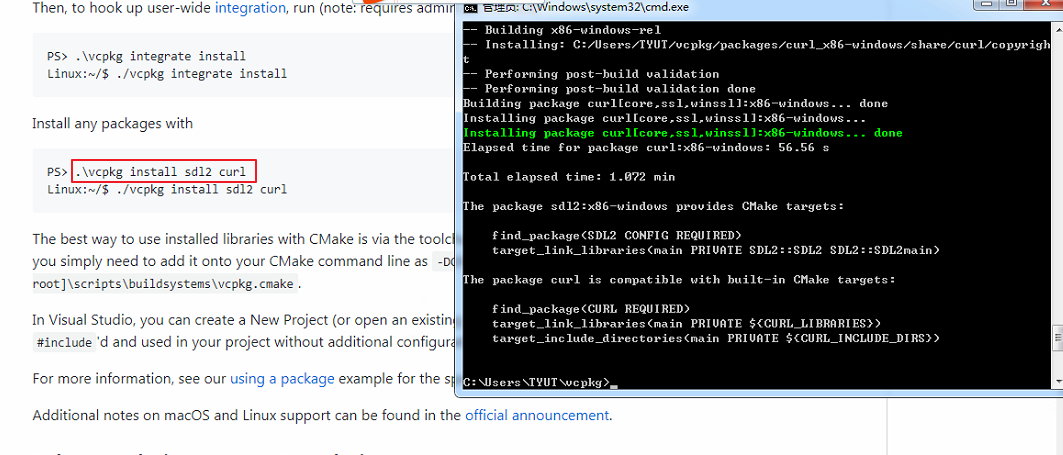 Then, to hook up user-wide integration, run (note: requires admin
PS> .\vcpkg integrate install
Linux:~/$ ./vcpkg integrate install
Install any packages with
PS> .\vcpkg install sdl2 curl
Linux:~/$ ./vcpkg install sdl2 curl
The best way to use installed libraries with CMake is via the toolc
you simply need to add it onto your CMake command line as -DC
root]\scripts\buildsystems\vcpkg.cmake.
In Visual Studio, you can create a New Project (or open an existing
#include'd and used in your project without additional configura
For more information, see our using a package example for the sp
Additional notes on macOS and Linux support can be found in the official announcement.
管理员: C:\Windows\system32\cmd.exe
-- Building x86-windows-rel
-- Installing: C:/Users/TYUT/vcpkg/packages/curl_x86-windows/share/curl/copyrigh
t
-- Performing post-build validation
-- Performing post-build validation done
Building package curl[core,ssl,winssl]:x86-windows... done
Installing package curl[core,ssl,winssl]:x86-windows...
Installing package curl[core,ssl,winssl]:x86-windows... done
Elapsed time for package curl:x86-windows: 56.56 s
Total elapsed time: 1.072 min
The package sdl2:x86-windows provides CMake targets:
find_package(SDL2 CONFIG REQUIRED)
target_link_libraries(main PRIVATE SDL2::SDL2 SDL2::SDL2main)
The package curl is compatible with built-in CMake targets:
find_package(CURL REQUIRED)
target_link_libraries(main PRIVATE ${CURL_LIBRARIES})
target_include_directories(main PRIVATE ${CURL_INCLUDE_DIRS})
C:\Users\TYUT\vcpkg>